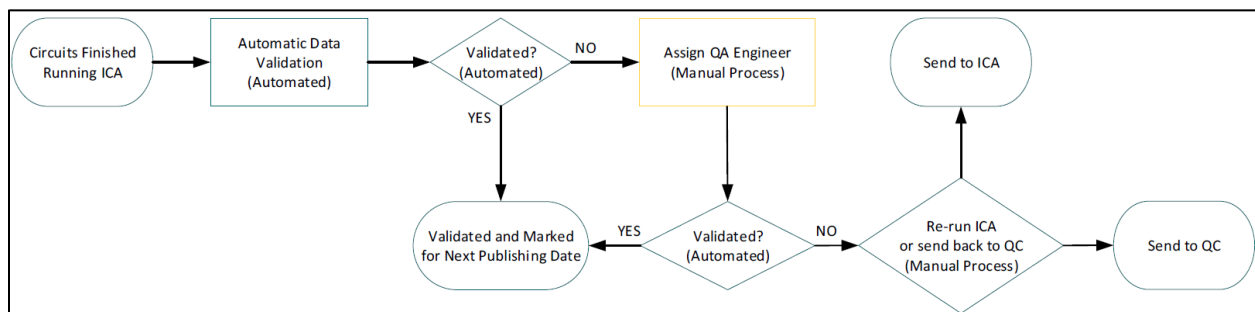 Circuits Finished
Running ICA
Automatic Data
Validation
(Automated)
Validated?
(Automated)
NO
YES
Assign QA Engineer
(Manual Process)
Send to ICA
Validated and Marked
for Next Publishing Date
YES
Validated?
(Automated)
NO
Re-run ICA
or send back to QC
(Manual Process)
Send to QC